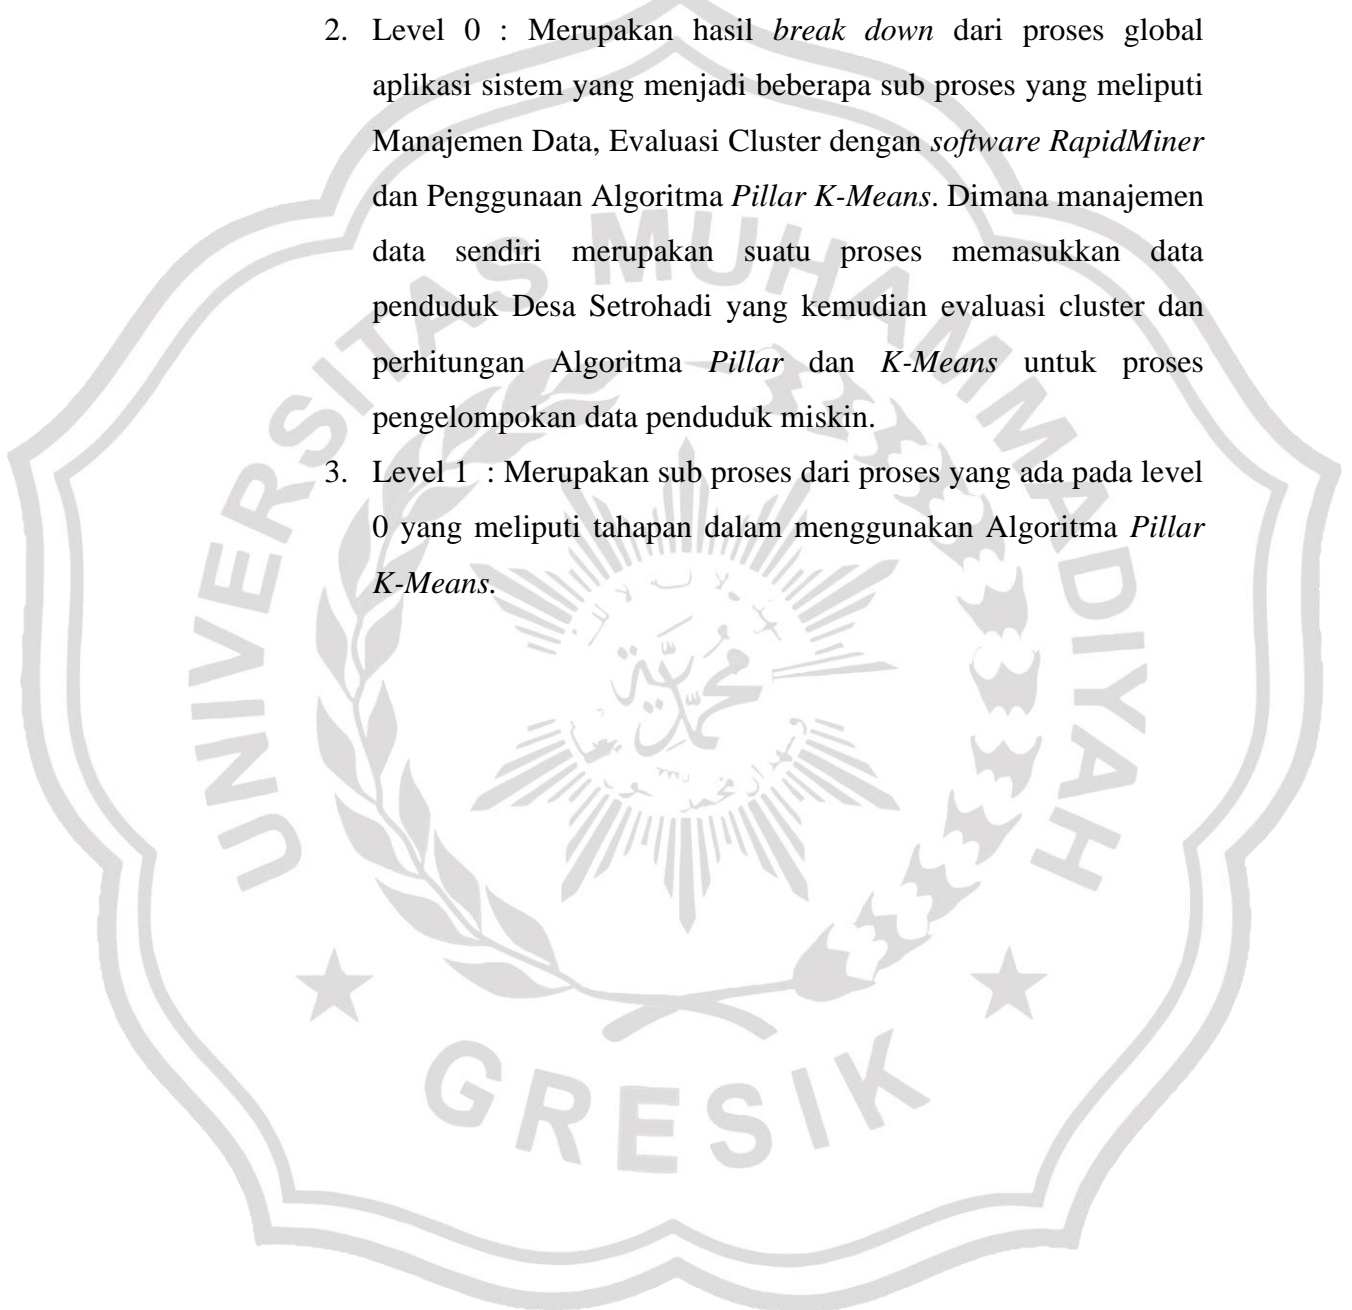 2. Level 0 : Merupakan hasil break down dari proses global
aplikasi sistem yang menjadi beberapa sub proses yang meliputi
Manajemen Data, Evaluasi Cluster dengan software RapidMiner
dan Penggunaan Algoritma Pillar K-Means. Dimana manajemen
data sendiri merupakan suatu proses memasukkan data
penduduk Desa Setrohadi yang kemudian evaluasi cluster dan
perhitungan Algoritma Pillar dan K-Means untuk proses
pengelompokan data penduduk miskin.
3. Level 1 : Merupakan sub proses dari proses yang ada pada level
0 yang meliputi tahapan dalam menggunakan Algoritma Pillar
K-Means.
UNIVERSITAS MUHAMMADIYAH
محمدية
GRESIK